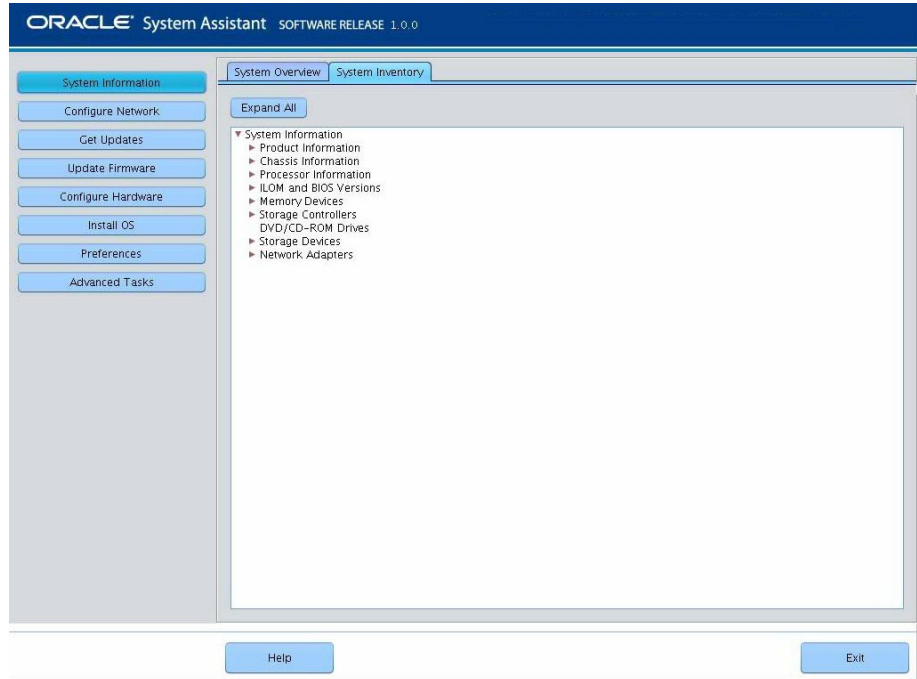 ORACLE System Assistant SOFTWARE RELEASE 1.0.0
System Information
Configure Network
Get Updates
Update Firmware
Configure Hardware
Install OS
Preferences
Advanced Tasks
System Overview System Inventory
Expand All
System Information
Product Information
Chassis Information
Processor Information
ILOM and BIOS Versions
Memory Devices
Storage Controllers
DVD/CD-ROM Drives
Storage Devices
Network Adapters
Help Exit